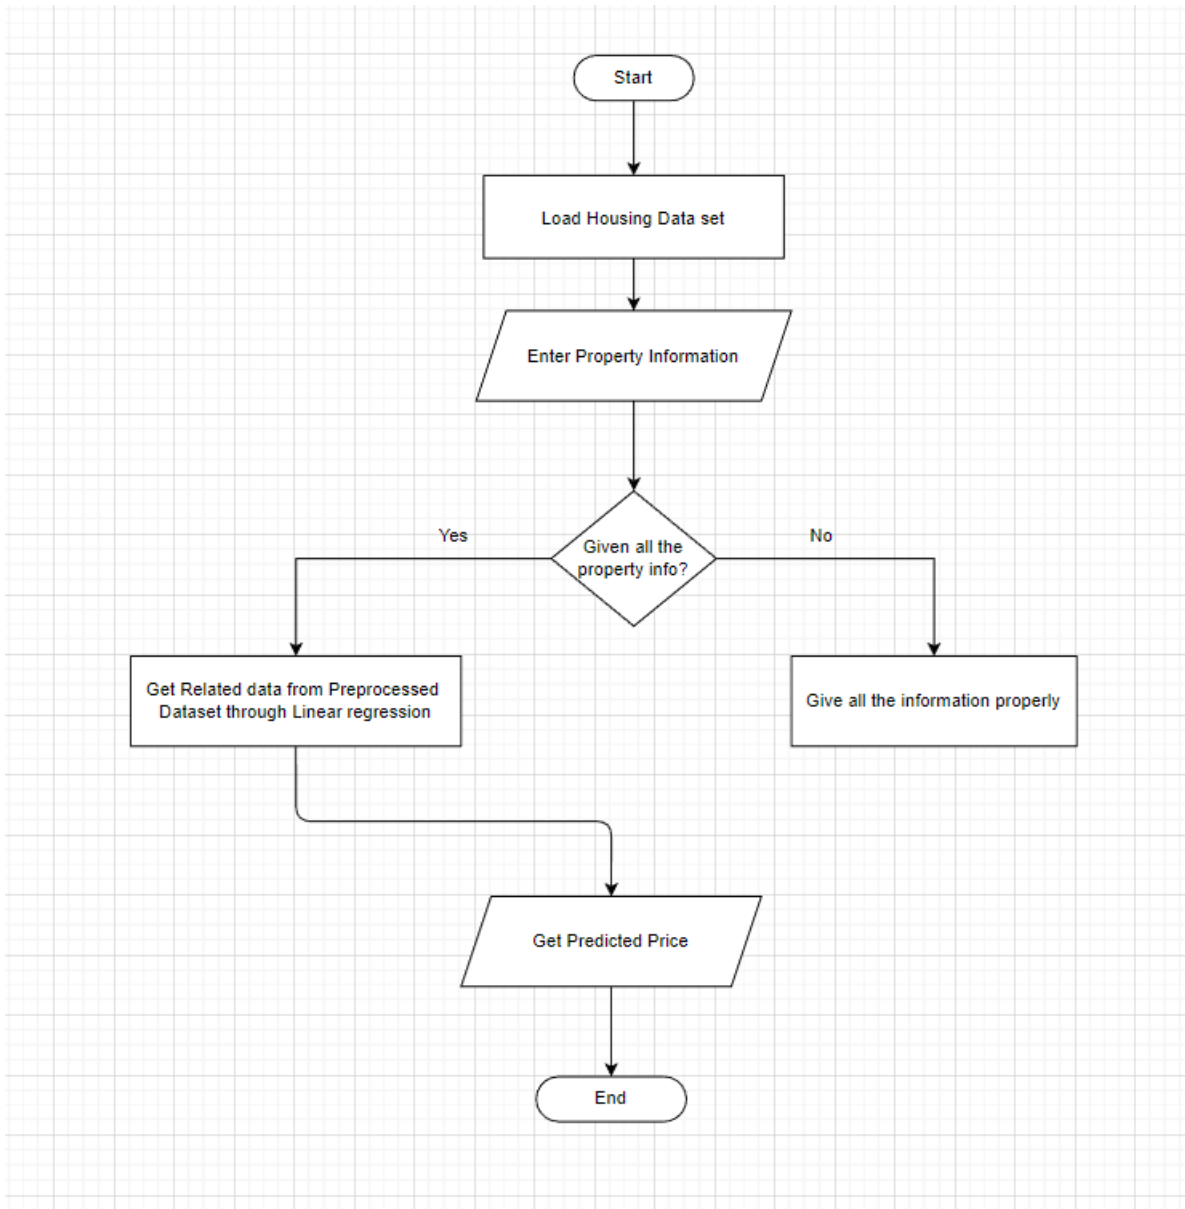 Start
Load Housing Data set
Enter Property Information
Yes
No
Given all the
property info?
Get Related data from Preprocessed
Dataset through Linear regression
Give all the information properly
Get Predicted Price
End